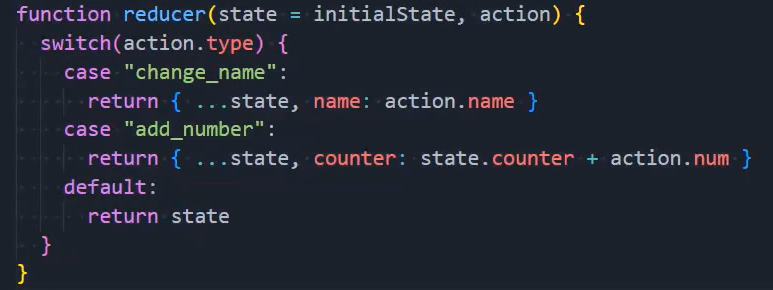 function reducer(state = initialState, action) {
  switch(action.type) {
    case "change_name":
      return { ...state, name: action.name }
    case "add_number":
      return { ...state, counter: state.counter + action.num }
    default:
      return state
  }
}